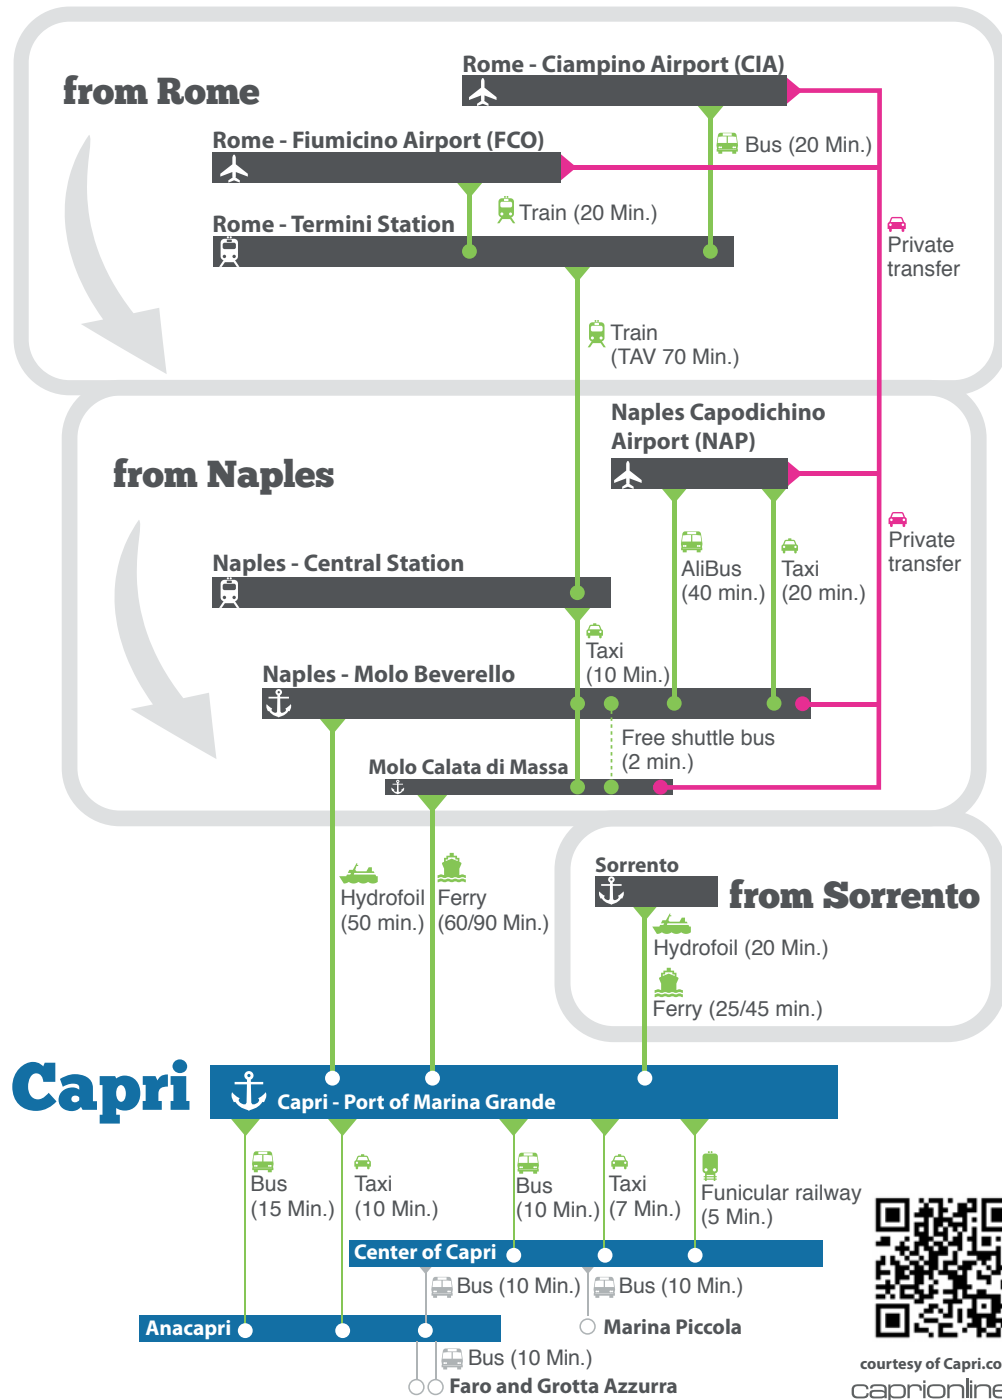 from Rome
Rome - Ciampino Airport (CIA)
Bus (20 Min.)
Rome - Fiumicino Airport (FCO)
Train (20 Min.)
Rome - Termini Station
Private
transfer
Train
(TAV 70 Min.)
from Naples
Naples Capodichino
Airport (NAP)
Private
transfer
AliBus
(40 min.)
Taxi
(20 min.)
Naples - Central Station
Taxi
(10 Min.)
Naples - Molo Beverello
Free shuttle bus
(2 min.)
Molo Calata di Massa
Hydrofoil
(50 min.)
Ferry
(60/90 Min.)
Sorrento
from Sorrento
Hydrofoil (20 Min.)
Ferry (25/45 min.)
Capri
Capri - Port of Marina Grande
Bus
(15 Min.)
Taxi
(10 Min.)
Bus
(10 Min.)
Taxi
(7 Min.)
Funicular railway
(5 Min.)
Center of Capri
Bus (10 Min.)
Bus (10 Min.)
Anacapri
Marina Piccola
Bus (10 Min.)
Faro and Grotta Azzurra
courtesy of Capri.co
caprionline